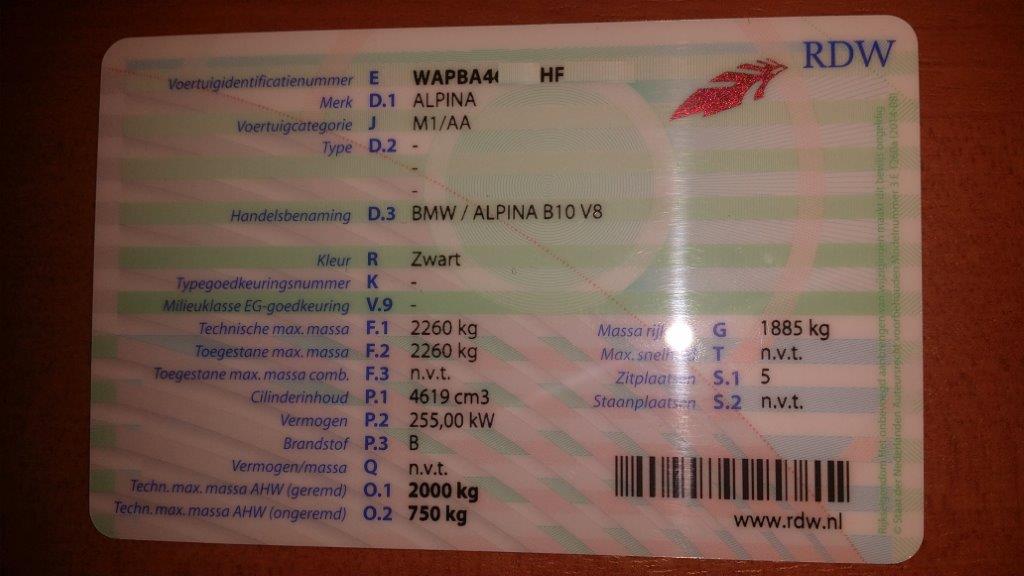 RDW
Voertuigidentificatienummer E WAPBA4 HF
Merk D.1 ALPINA
Voertuigcategorie J M1/AA
Type D.2 -
-
-
Handelsbenaming D.3 BMW / ALPINA B10 V8
Kleur R Zwart
Typegoedkeuringsnummer K -
Milieuklasse EG-goedkeuring V.9 -
Technische max. massa F.1 2260 kg Massa rijk G 1885 kg
Toegestane max. massa F.2 2260 kg Max. T n.v.t.
Toegestane max. massa comb. F.3 n.v.t. Zitplaatsen S.1 5
Cilinderinhoud P.1 4619 cm3 Staanplaatsen S.2 n.v.t.
Vermogen P.2 255,00 kW
Brandstof P.3 B
Vermogen/massa Q n.v.t.
Techn. max. massa AHW (geremd) O.1 2000 kg
Techn. max. massa AHW (ongeremd) O.2 750 kg
www.rdw.nl